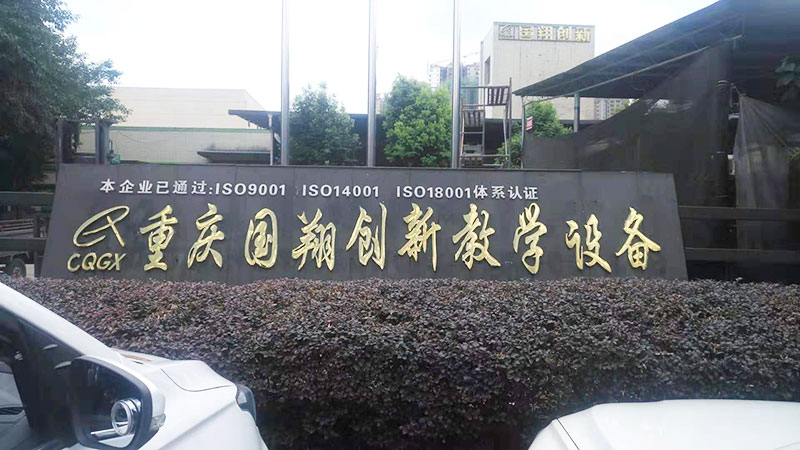 国翔创新
本企业已通过:ISO9001 ISO14001 ISO18001体系认证
CQGX 重庆国翔创新教学设备